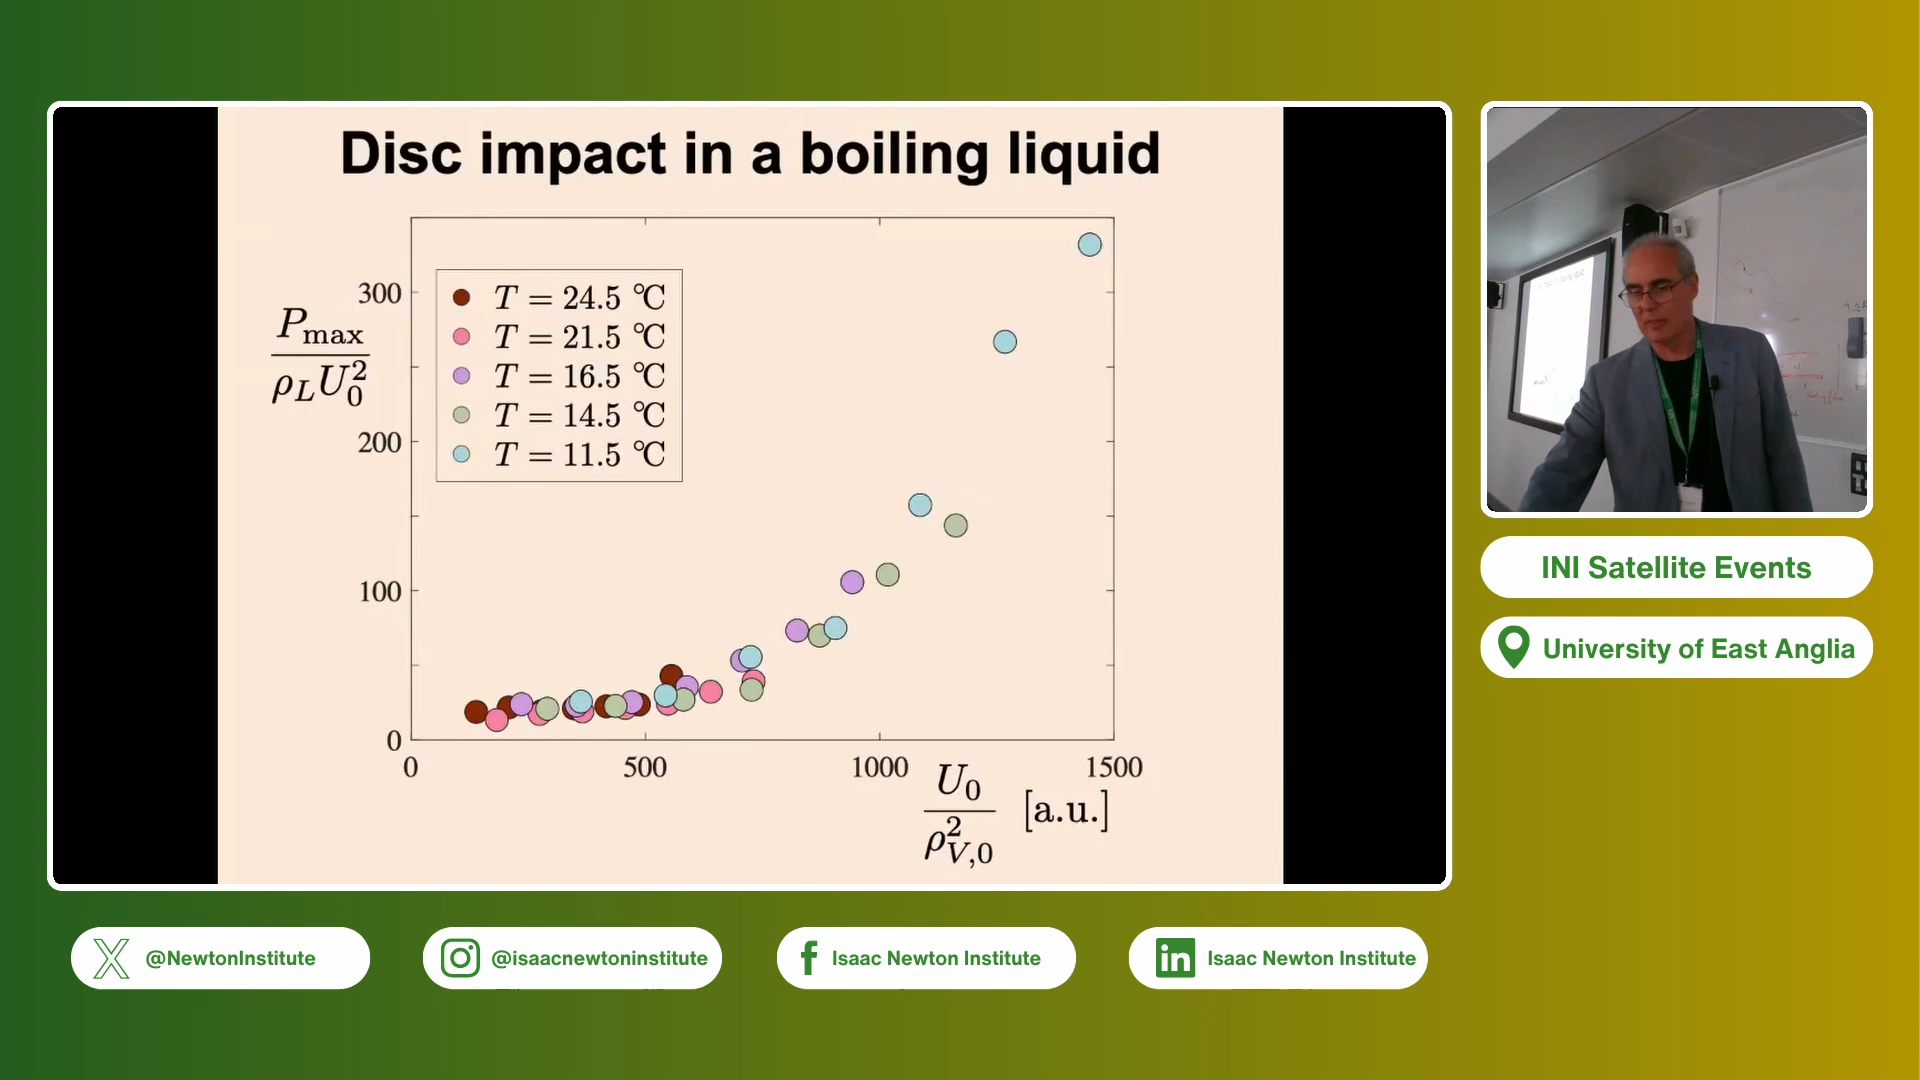 Disc impact in a boiling liquid
P_max / ρ_L U_0^2
300
200
100
0
T = 24.5 ℃
T = 21.5 ℃
T = 16.5 ℃
T = 14.5 ℃
T = 11.5 ℃
0 500 1000 1500
U_0 / ρ_{V,0}^2 [a.u.]
INI Satellite Events
University of East Anglia
@NewtonInstitute
@isaacnewtoninstitute
Isaac Newton Institute
Isaac Newton Institute